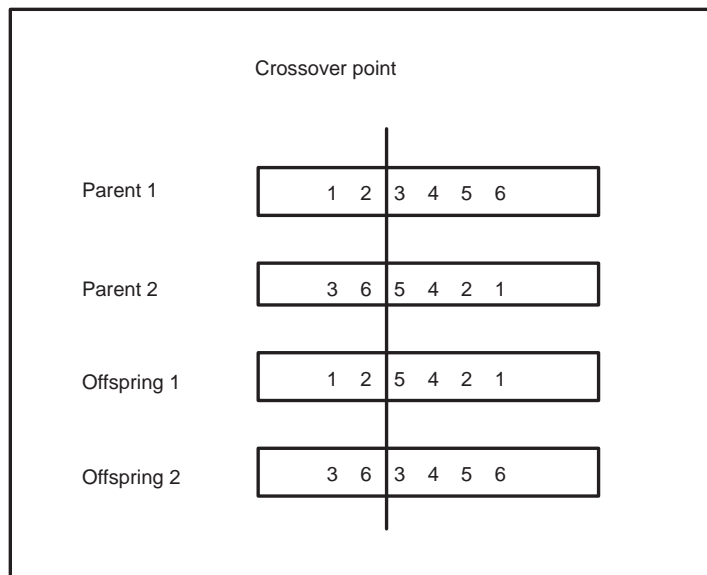 Crossover point
Parent 1 1 2 3 4 5 6
Parent 2 3 6 5 4 2 1
Offspring 1 1 2 5 4 2 1
Offspring 2 3 6 3 4 5 6